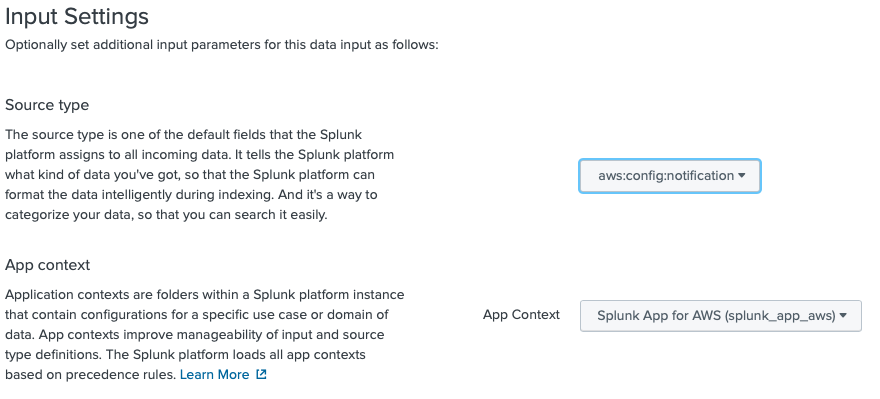 Input Settings
Optionally set additional input parameters for this data input as follows:
Source type
The source type is one of the default fields that the Splunk
platform assigns to all incoming data. It tells the Splunk platform
what kind of data you've got, so that the Splunk platform can
format the data intelligently during indexing. And it's a way to
categorize your data, so that you can search it easily.
aws:config:notification
App context
Application contexts are folders within a Splunk platform instance
that contain configurations for a specific use case or domain of
data. App contexts improve manageability of input and source
type definitions. The Splunk platform loads all app contexts
based on precedence rules. Learn More
App Context
Splunk App for AWS (splunk_app_aws)